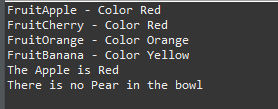 FruitApple - Color Red
FruitCherry - Color Red
FruitOrange - Color Orange
FruitBanana - Color Yellow
The Apple is Red
There is no Pear in the bowl